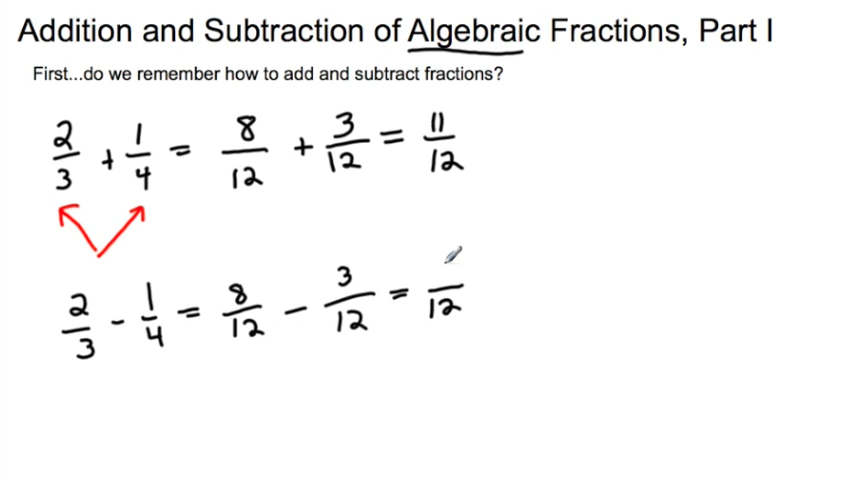 Addition and Subtraction of Algebraic Fractions, Part I
First...do we remember how to add and subtract fractions?
2/3 + 1/4 = 8/12 + 3/12 = 11/12
2/3 - 1/4 = 8/12 - 3/12 = /12